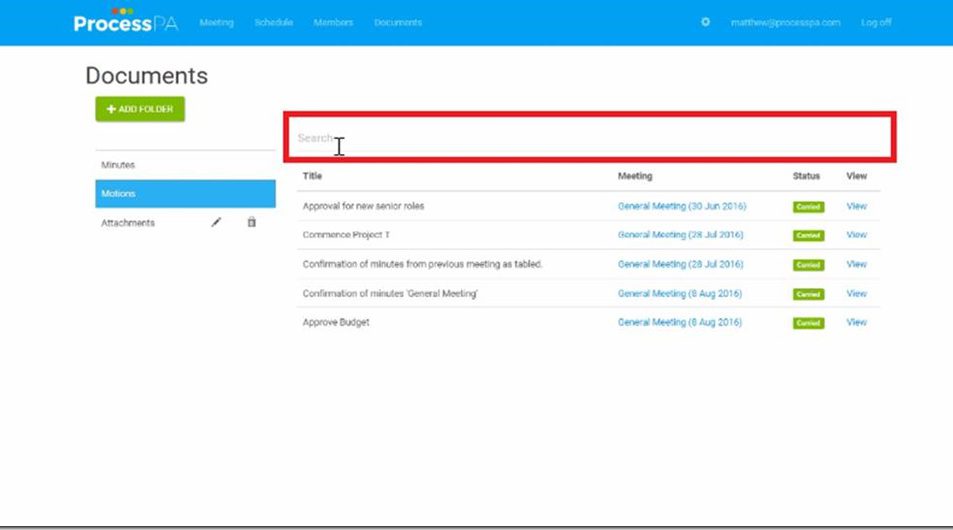 ProcessPA Meeting Schedule Members Documents matthew@processpa.com Log off
Documents
+ ADD FOLDER
Search
Minutes
Motions
Attachments
Title Meeting Status View
Approval for new senior roles General Meeting (30 Jun 2016) Carried View
Commence Project T General Meeting (28 Jul 2016) Carried View
Confirmation of minutes from previous meeting as tabled. General Meeting (28 Jul 2016) Carried View
Confirmation of minutes 'General Meeting' General Meeting (8 Aug 2016) Carried View
Approve Budget General Meeting (8 Aug 2016) Carried View